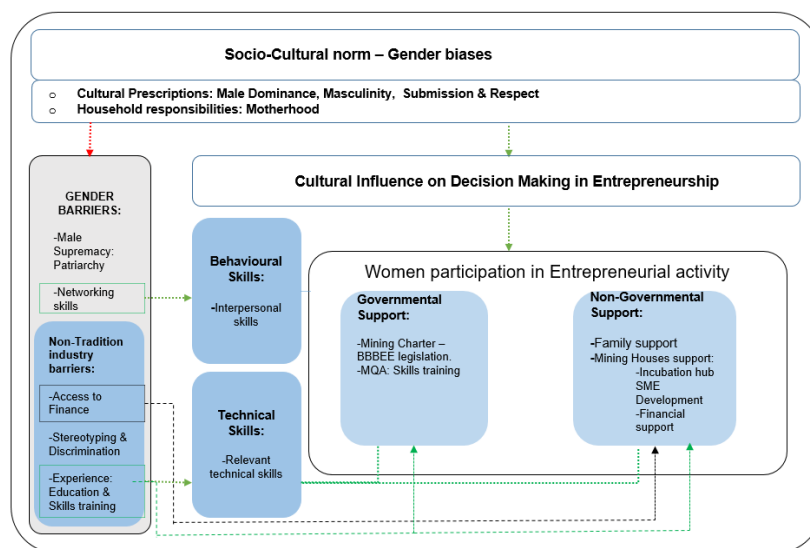 Socio-Cultural norm – Gender biases
o Cultural Prescriptions: Male Dominance, Masculinity, Submission & Respect
o Household responsibilities: Motherhood
Cultural Influence on Decision Making in Entrepreneurship
GENDER
BARRIERS:
-Male
Supremacy:
Patriarchy
-Networking
skills
Non-Tradition
industry
barriers:
-Access to
Finance
-Stereotyping &
Discrimination
-Experience:
Education &
Skills training
Behavioural
Skills:
-Interpersonal
skills
Technical
Skills:
-Relevant
technical skills
Women participation in Entrepreneurial activity
Governmental
Support:
-Mining Charter –
BBBEE legislation.
-MQA: Skills training
Non-Governmental
Support:
-Family support
-Mining Houses support:
-Incubation hub
SME
Development
-Financial
support